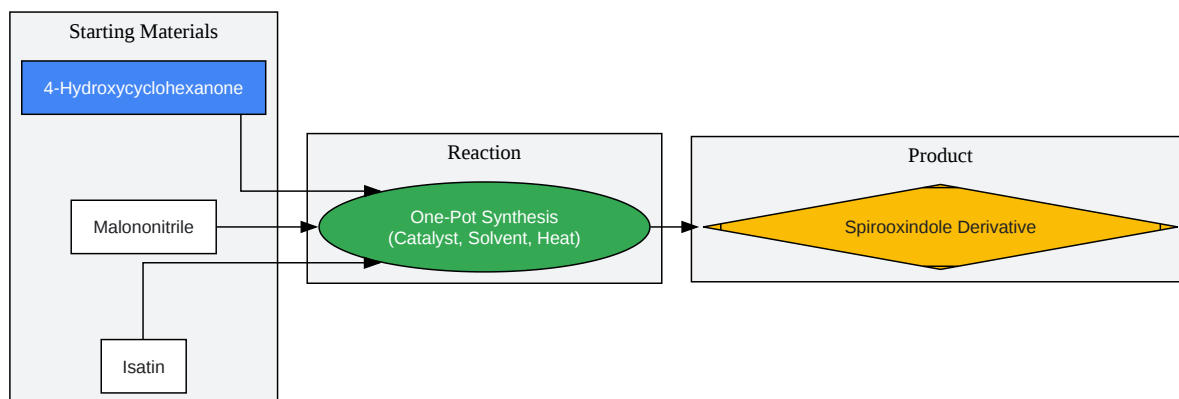 Starting Materials
4-Hydroxycyclohexanone
Malononitrile
Isatin
Reaction
One-Pot Synthesis
(Catalyst, Solvent, Heat)
Product
Spirooxindole Derivative